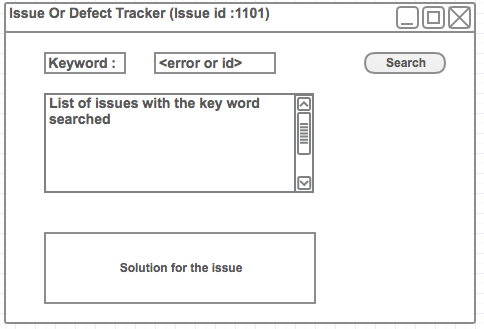 Issue Or Defect Tracker (Issue id :1101)
Keyword : <error or id> Search
List of issues with the key word
searched
Solution for the issue